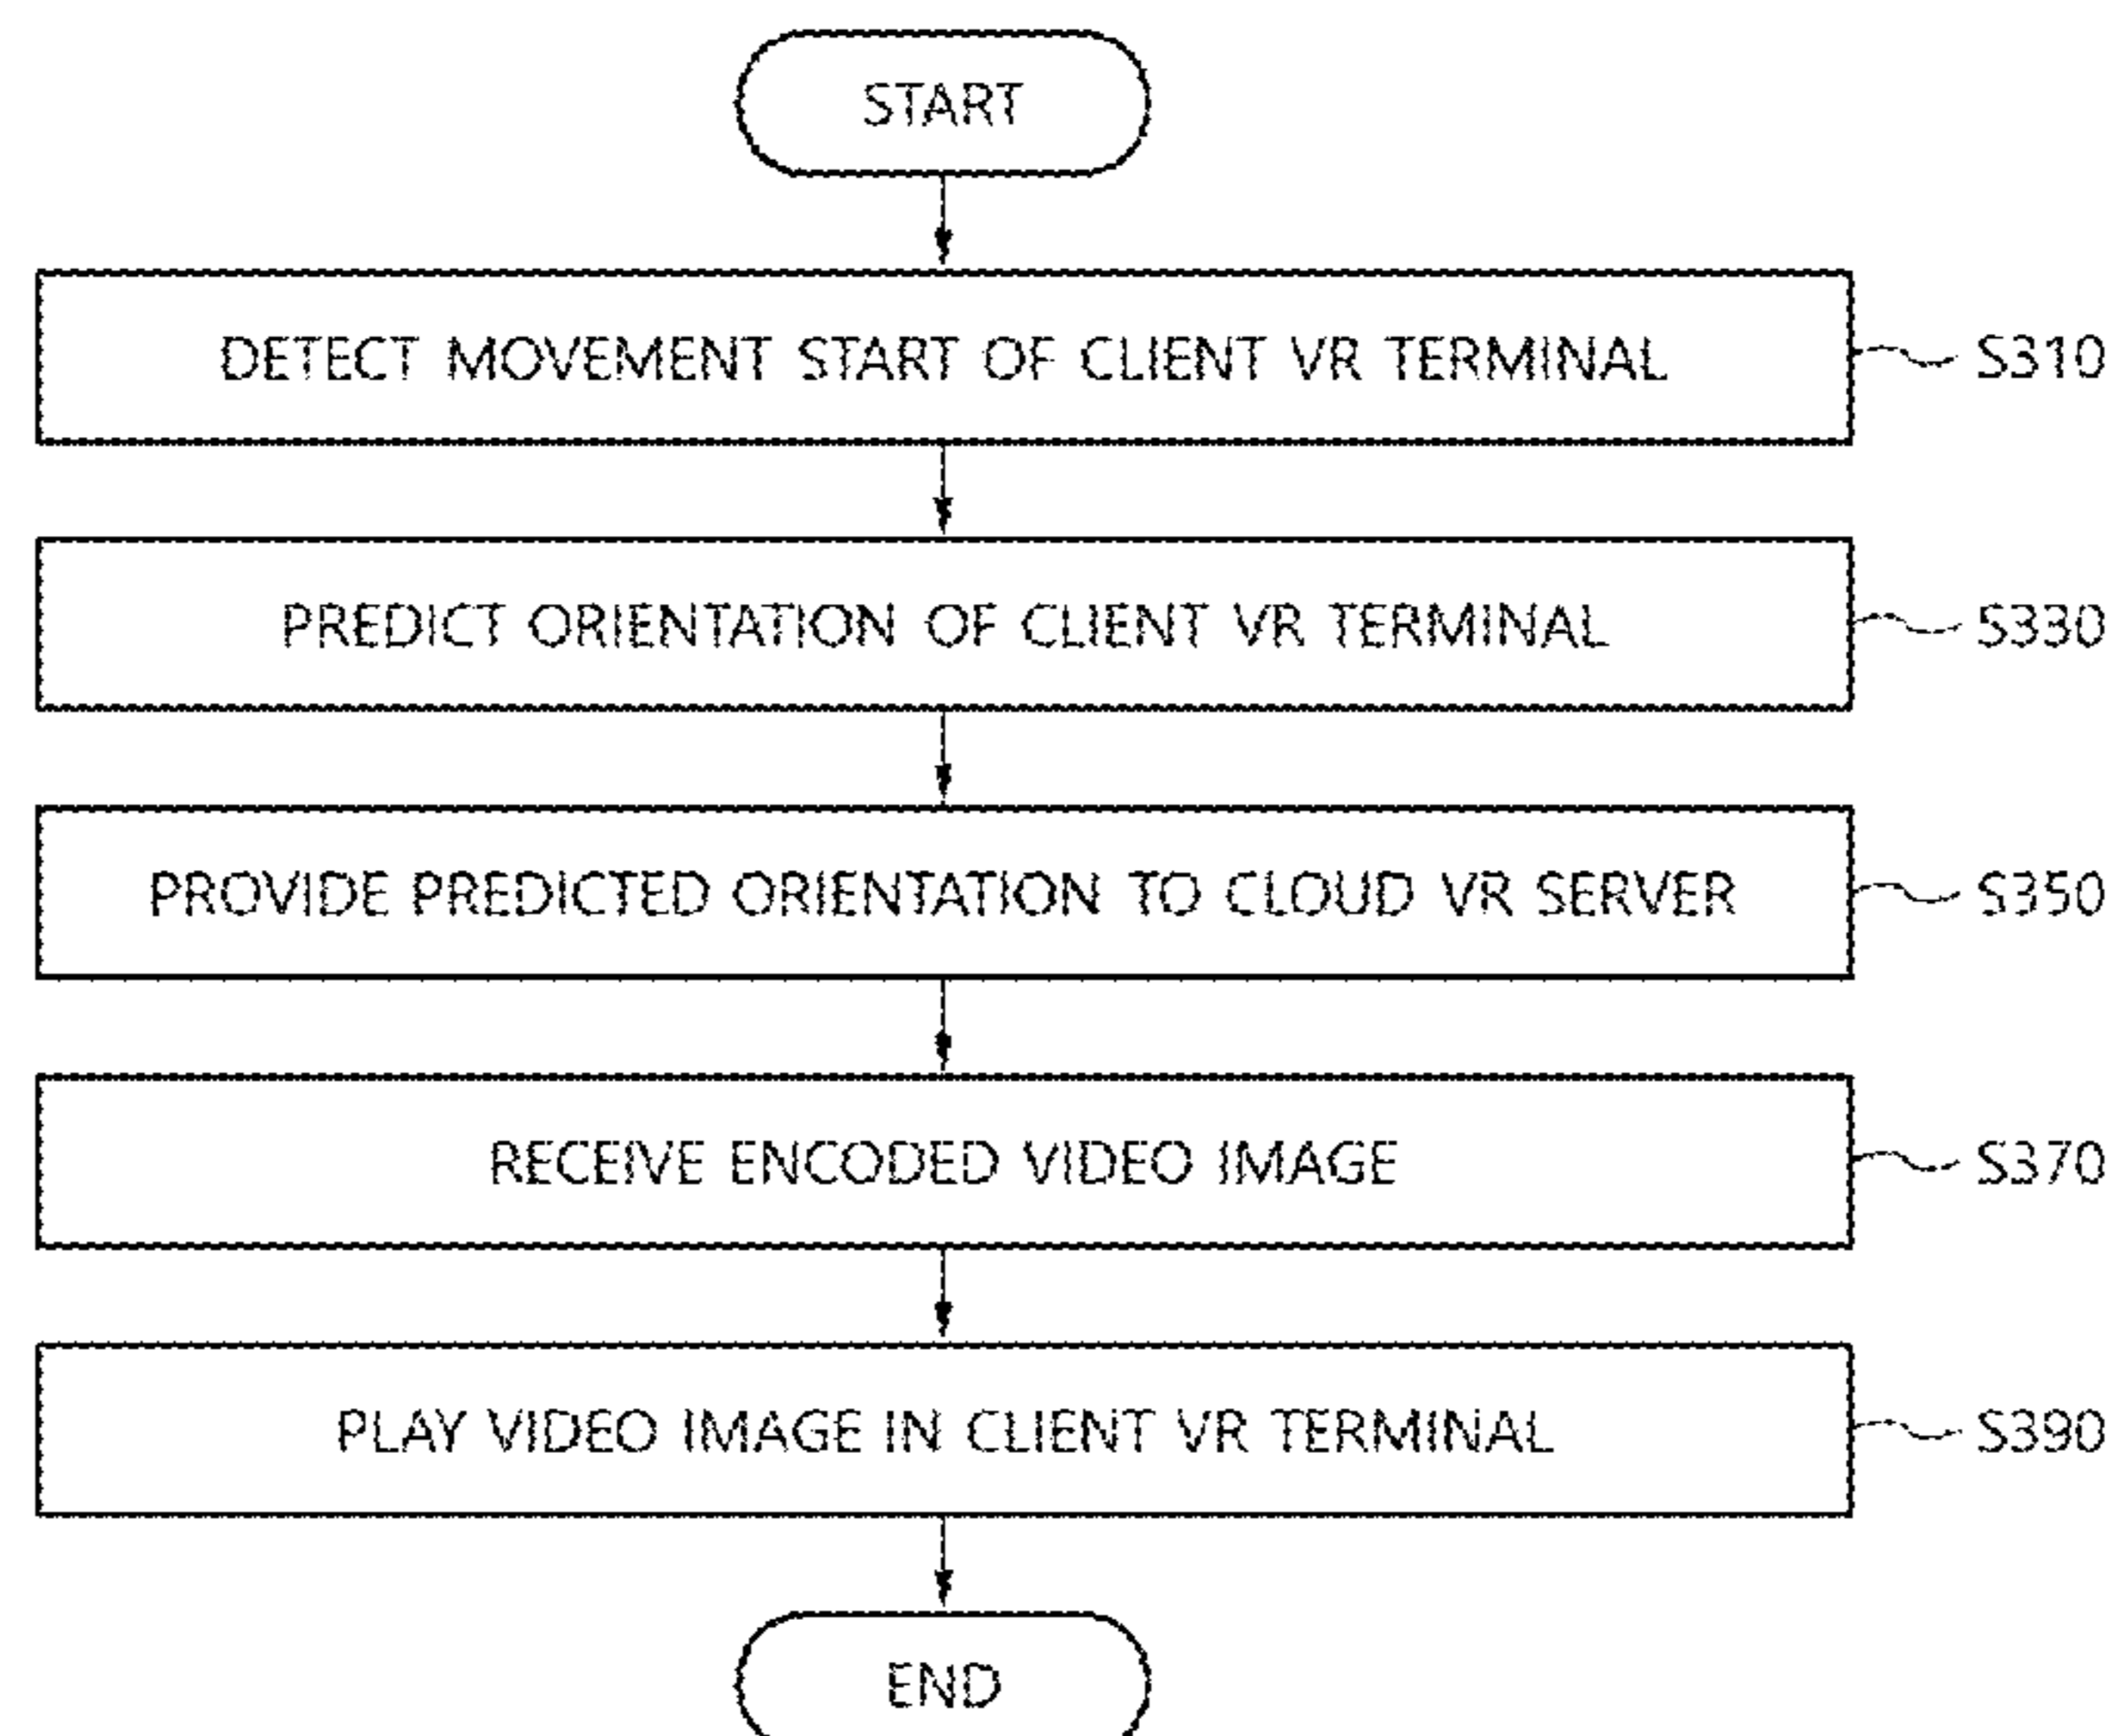 START
DETECT MOVEMENT START OF CLIENT VR TERMINAL S310
PREDICT ORIENTATION OF CLIENT VR TERMINAL S330
PROVIDE PREDICTED ORIENTATION TO CLOUD VR SERVER S350
RECEIVE ENCODED VIDEO IMAGE S370
PLAY VIDEO IMAGE IN CLIENT VR TERMINAL S390
END